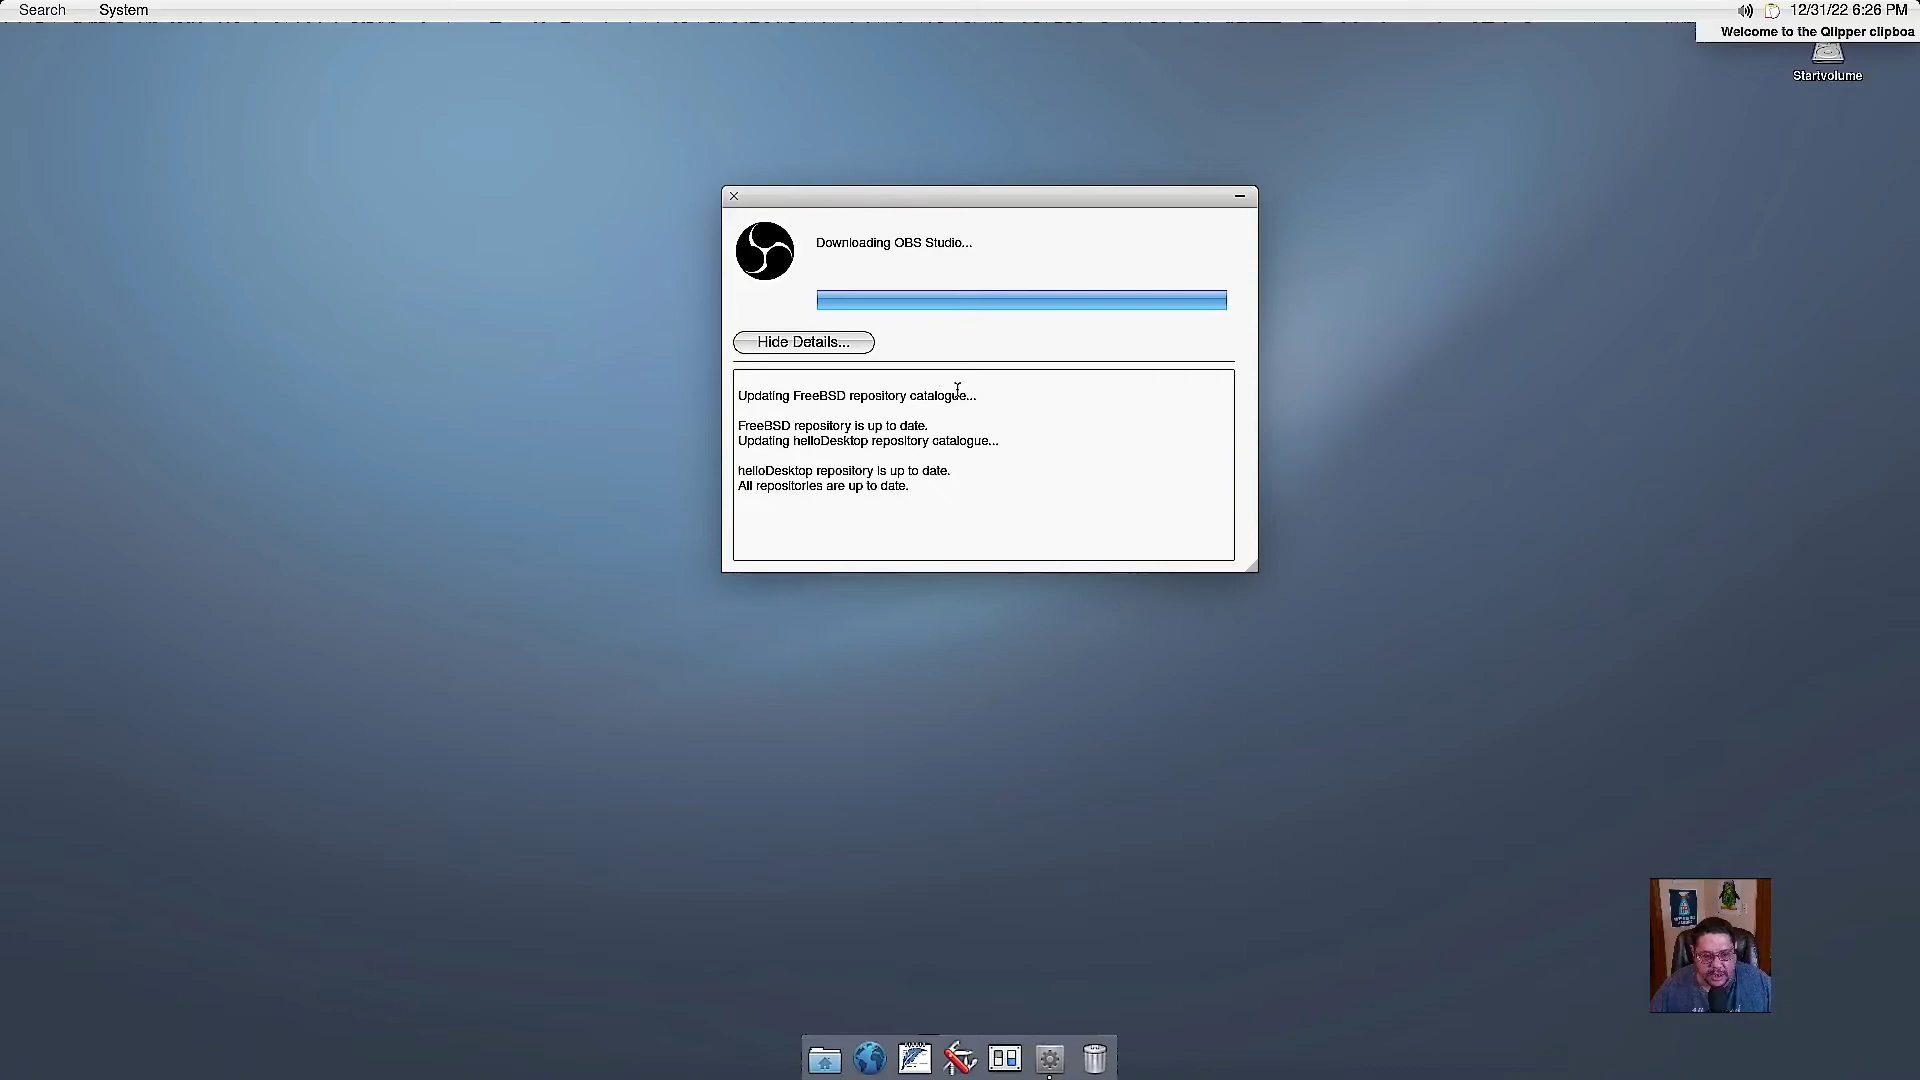 Search System 12/31/22 6:26 PM
Welcome to the Qlipper clipboa
Startvolume
Downloading OBS Studio...
Hide Details...
Updating FreeBSD repository catalogue...
FreeBSD repository is up to date.
Updating helloDesktop repository catalogue...
helloDesktop repository is up to date.
All repositories are up to date.